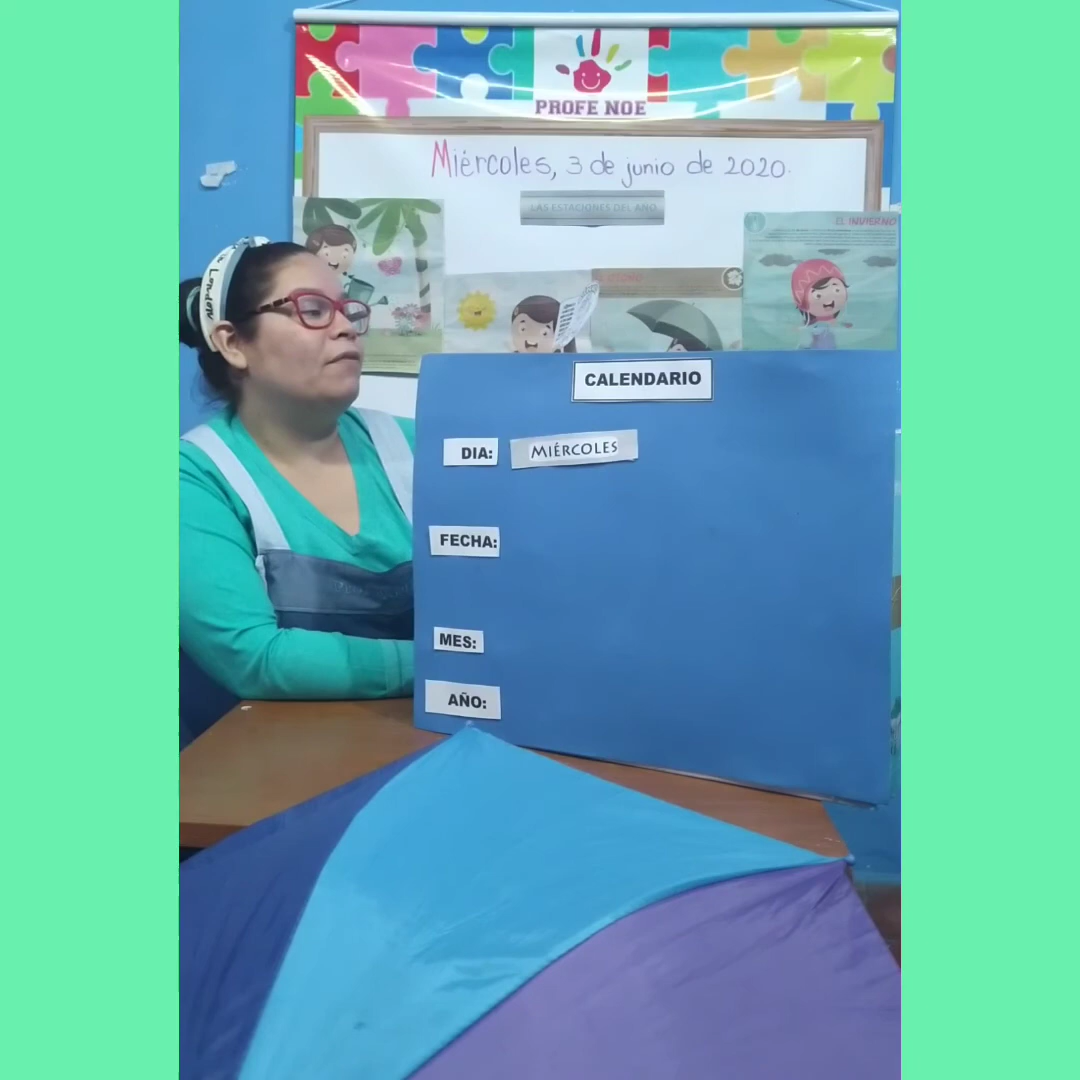 PROFE NOE
Miércoles, 3 de junio de 2020.
LAS ESTACIONES DEL AÑO
EL INVIERNO
CALENDARIO
DIA: MIÉRCOLES
FECHA:
MES:
AÑO: